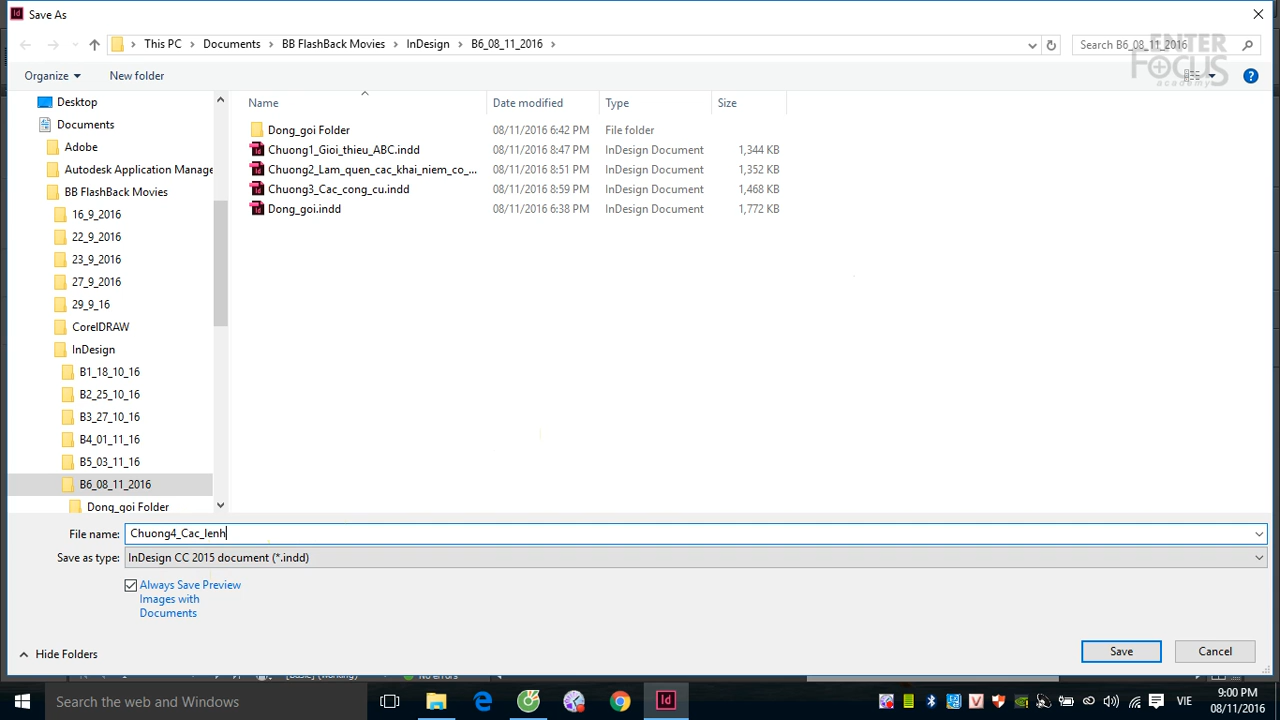 Save As
This PC > Documents > BB FlashBack Movies > InDesign > B6_08_11_2016 >
Search B6_08_11_2016
ENTER
FOCUS
academy
Organize
New folder
Name Date modified Type Size
Desktop
Documents
Adobe
Autodesk Application Manage
BB FlashBack Movies
16_9_2016
22_9_2016
23_9_2016
27_9_2016
29_9_16
CorelDRAW
InDesign
B1_18_10_16
B2_25_10_16
B3_27_10_16
B4_01_11_16
B5_03_11_16
B6_08_11_2016
Dong_goi Folder
Dong_goi Folder 08/11/2016 6:42 PM File folder
Chuong1_Gioi_thieu_ABC.indd 08/11/2016 8:47 PM InDesign Document 1,344 KB
Chuong2_Lam_quen_cac_khai_niem_co_... 08/11/2016 8:51 PM InDesign Document 1,352 KB
Chuong3_Cac_cong_cu.indd 08/11/2016 8:59 PM InDesign Document 1,468 KB
Dong_goi.indd 08/11/2016 6:38 PM InDesign Document 1,772 KB
File name: Chuong4_Cac_lenh
Save as type: InDesign CC 2015 document (*.indd)
Always Save Preview
Images with
Documents
Hide Folders
Save
Cancel
[Basic] (working)
No errors
Search the web and Windows
Id
VIE
9:00 PM
08/11/2016